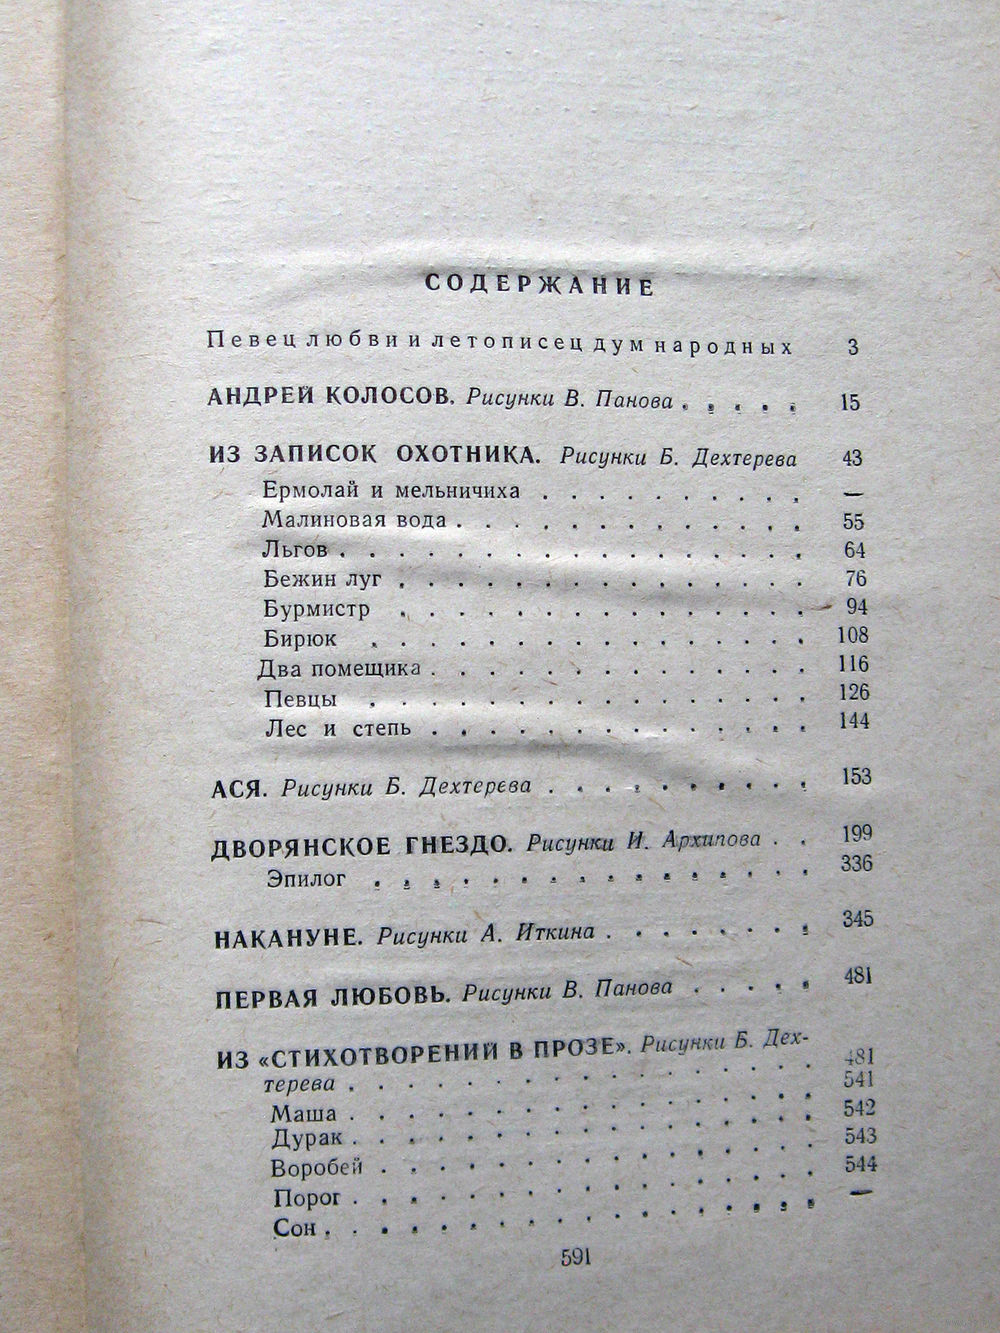 СОДЕРЖАНИЕ
Певец любви и летописец дум народных 3
АНДРЕЙ КОЛОСОВ. Рисунки В. Панова . . . . . 15
ИЗ ЗАПИСОК ОХОТНИКА. Рисунки Б. Дехтерева 43
Ермолай и мельничиха . . . . . . . . . . —
Малиновая вода . . . . . . . . . . . . . 55
Льгов . . . . . . . . . . . . . . . . . 64
Бежин луг . . . . . . . . . . . . . . . 76
Бурмистр . . . . . . . . . . . . . . . 94
Бирюк . . . . . . . . . . . . . . . . 108
Два помещика . . . . . . . . . . . . . . 116
Певцы . . . . . . . . . . . . . . . . 126
Лес и степь . . . . . . . . . . . . . . 144
АСЯ. Рисунки Б. Дехтерева . . . . . . . . . . 153
ДВОРЯНСКОЕ ГНЕЗДО. Рисунки И. Архипова . . 199
Эпилог . . . . . . . . . . . . . . . . 336
НАКАНУНЕ. Рисунки А. Иткина . . . . . . . . 345
ПЕРВАЯ ЛЮБОВЬ. Рисунки В. Панова . . . . . 481
ИЗ «СТИХОТВОРЕНИЙ В ПРОЗЕ». Рисунки Б. Дех-
терева . . . . . . . . . . . . . . . . . 481
Маша . . . . . . . . . . . . . . . . . 541
Дурак . . . . . . . . . . . . . . . . . 542
Воробей . . . . . . . . . . . . . . . . 543
Порог . . . . . . . . . . . . . . . . . 544
Сон . . . . . . . . . . . . . . . . . . —
591